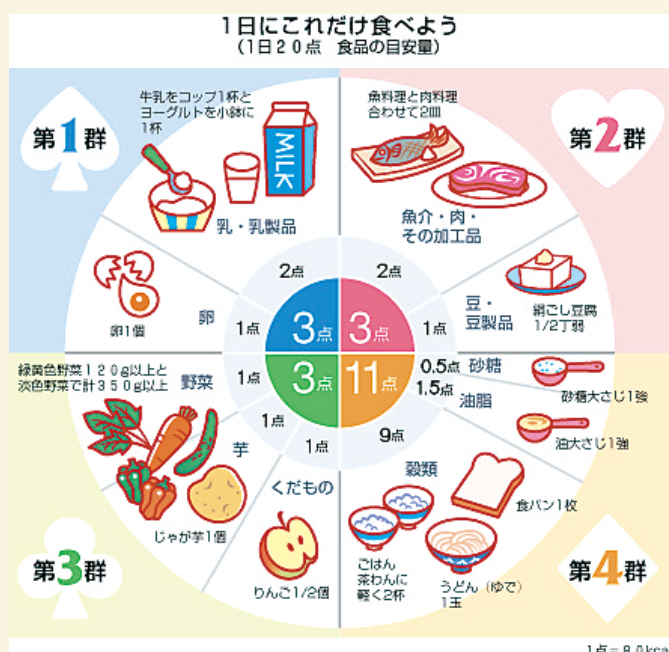 1日にこれだけ食べよう
(1日20点 食品の目安量)
第1群
牛乳をコップ1杯と
ヨーグルトを小鉢に
1杯
MILK
乳・乳製品
2点
卵1個
卵
1点
3点
魚料理と肉料理
合わせて2皿
第2群
魚介・肉・
その加工品
2点
豆・
豆製品
1点
絹ごし豆腐
1/2丁弱
3点
緑黄色野菜120g以上と
淡色野菜で計350g以上
野菜
1点
芋
1点
じゃが芋1個
くだもの
1点
りんご1/2個
3点
第3群
0.5点 砂糖
砂糖大さじ1強
1.5点 油脂
油大さじ1強
11点
9点
穀類
食パン1枚
ごはん
茶わんに
軽く2杯
うどん(ゆで)
1玉
第4群